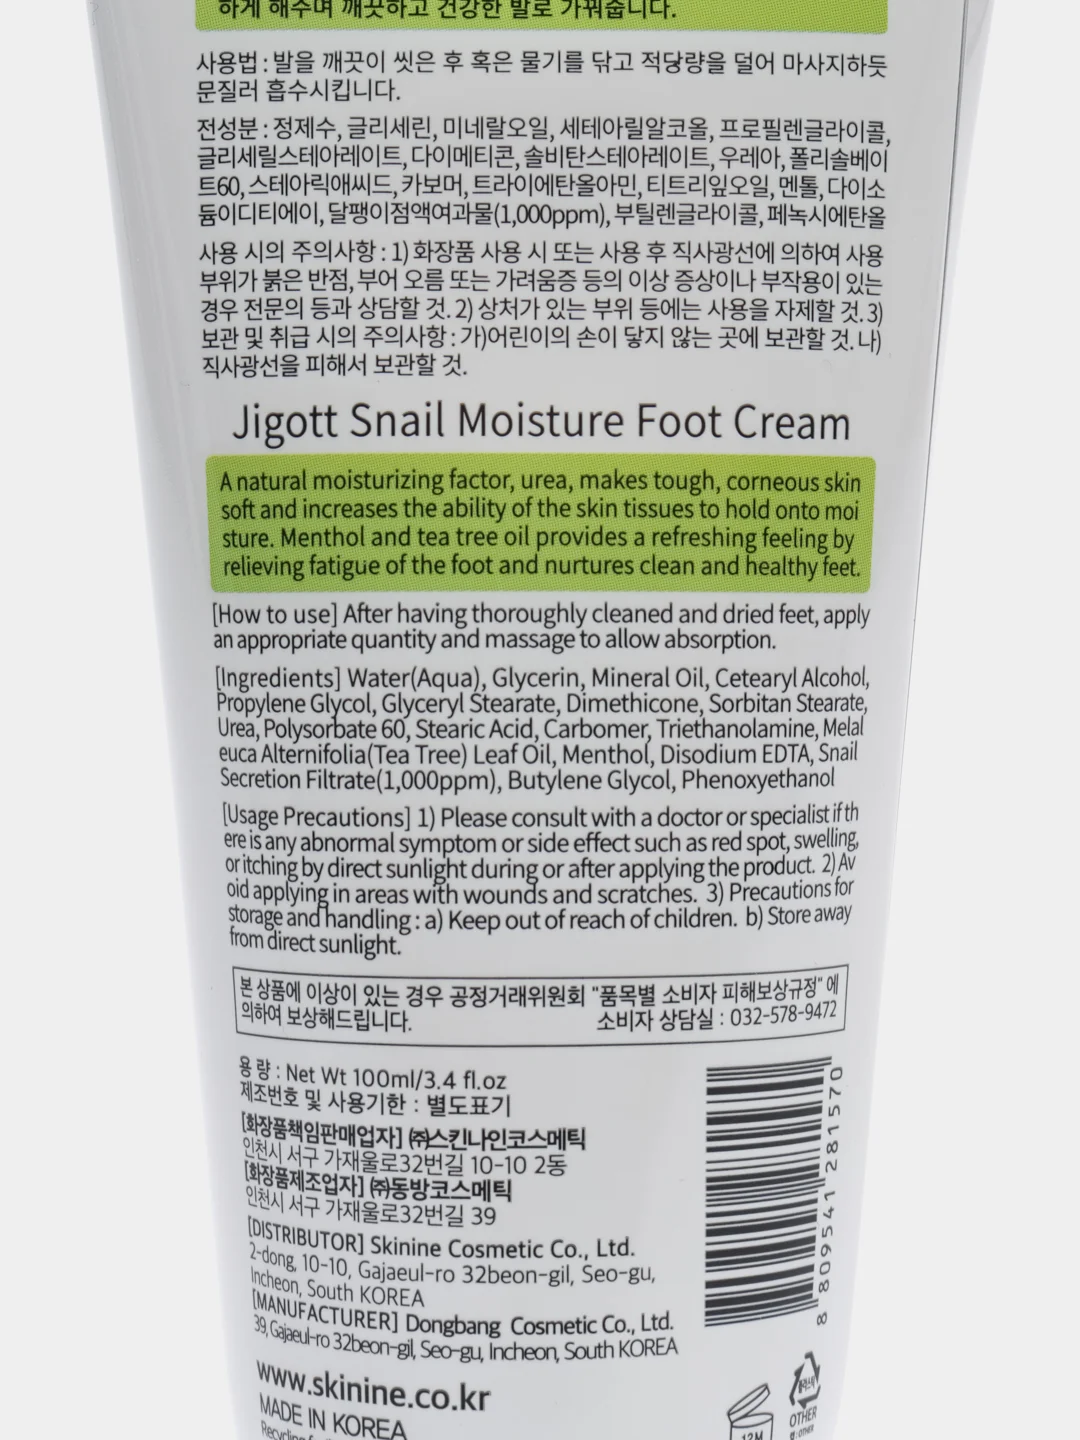 하게 해주며 깨끗하고 건강한 발로 가꿔줍니다.
사용법 : 발을 깨끗이 씻은 후 혹은 물기를 닦고 적당량을 덜어 마사지하듯
문질러 흡수시킵니다.
전성분 : 정제수, 글리세린, 미네랄오일, 세테아릴알코올, 프로필렌글라이콜,
글리세릴스테아레이트, 다이메티콘, 솔비탄스테아레이트, 우레아, 폴리솔베이
트60, 스테아릭애씨드, 카보머, 트라이에탄올아민, 티트리잎오일, 멘톨, 다이소
듐이디티에이, 달팽이점액여과물(1,000ppm), 부틸렌글라이콜, 페녹시에탄올
사용 시의 주의사항 : 1) 화장품 사용 시 또는 사용 후 직사광선에 의하여 사용
부위가 붉은 반점, 부어 오름 또는 가려움증 등의 이상 증상이나 부작용이 있는
경우 전문의 등과 상담할 것. 2) 상처가 있는 부위 등에는 사용을 자제할 것. 3)
보관 및 취급 시의 주의사항 : 가)어린이의 손이 닿지 않는 곳에 보관할 것. 나)
직사광선을 피해서 보관할 것.
Jigott Snail Moisture Foot Cream
A natural moisturizing factor, urea, makes tough, corneous skin
soft and increases the ability of the skin tissues to hold onto moi
sture. Menthol and tea tree oil provides a refreshing feeling by
relieving fatigue of the foot and nurtures clean and healthy feet.
[How to use] After having thoroughly cleaned and dried feet, apply
an appropriate quantity and massage to allow absorption.
[Ingredients] Water(Aqua), Glycerin, Mineral Oil, Cetearyl Alcohol,
Propylene Glycol, Glyceryl Stearate, Dimethicone, Sorbitan Stearate,
Urea, Polysorbate 60, Stearic Acid, Carbomer, Triethanolamine, Melal
euca Alternifolia(Tea Tree) Leaf Oil, Menthol, Disodium EDTA, Snail
Secretion Filtrate(1,000ppm), Butylene Glycol, Phenoxyethanol
[Usage Precautions] 1) Please consult with a doctor or specialist if th
ere is any abnormal symptom or side effect such as red spot, swelling,
or itching by direct sunlight during or after applying the product. 2) Av
oid applying in areas with wounds and scratches. 3) Precautions for
storage and handling : a) Keep out of reach of children. b) Store away
from direct sunlight.
본 상품에 이상이 있는 경우 공정거래위원회 "품목별 소비자 피해보상규정" 에
의하여 보상해드립니다. 소비자 상담실 : 032-578-9472
용 량 : Net Wt 100ml/3.4 fl.oz
제조번호 및 사용기한 : 별도표기
[화장품책임판매업자] ㈜스킨나인코스메틱
인천시 서구 가재울로32번길 10-10 2동
[화장품제조업자] ㈜동방코스메틱
인천시 서구 가재울로32번길 39
[DISTRIBUTOR] Skinine Cosmetic Co., Ltd.
2-dong, 10-10, Gajaeul-ro 32beon-gil, Seo-gu,
Incheon, South KOREA
[MANUFACTURER] Dongbang Cosmetic Co., Ltd.
39, Gajaeul-ro 32beon-gil, Seo-gu, Incheon, South KOREA
www.skinine.co.kr
MADE IN KOREA
8 809541 281570
12M
플라스틱
OTHER